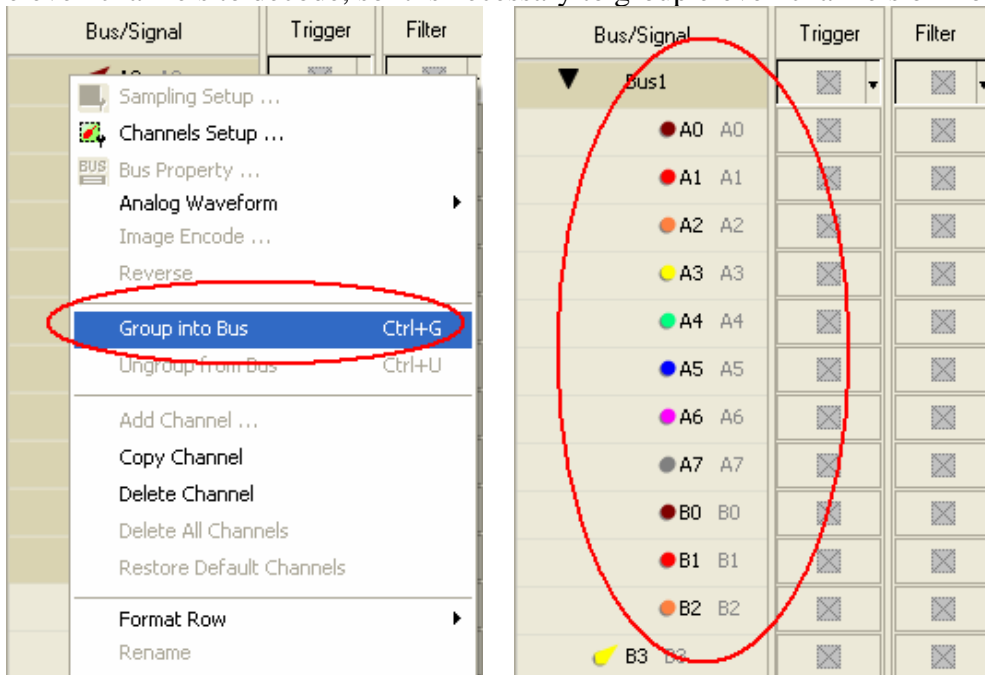 Bus/Signal Trigger Filter
Sampling Setup ...
Channels Setup ...
BUS Bus Property ...
Analog Waveform
Image Encode ...
Reverse
Group into Bus Ctrl+G
Ungroup from Bus Ctrl+U
Add Channel ...
Copy Channel
Delete Channel
Delete All Channels
Restore Default Channels
Format Row
Rename
Bus/Signal Trigger Filter
Bus1
A0 A0
A1 A1
A2 A2
A3 A3
A4 A4
A5 A5
A6 A6
A7 A7
B0 B0
B1 B1
B2 B2
B3 B3